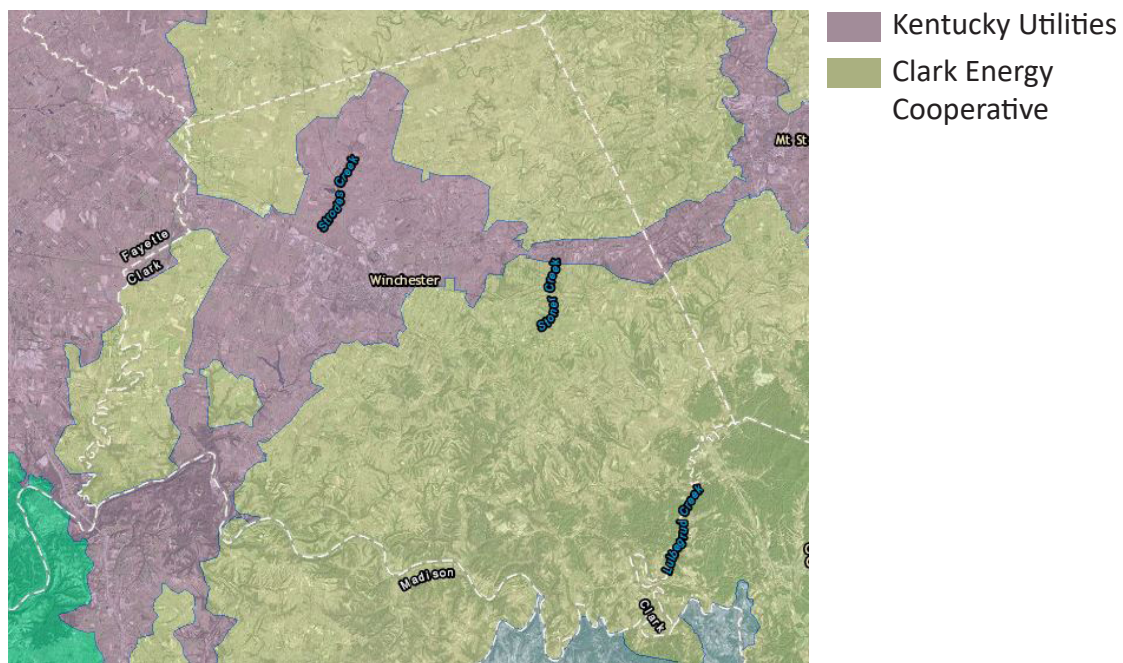 Kentucky Utilities
Clark Energy
Cooperative
Mt St
Strodes Creek
Fayette
Clark
Winchester
Stoner Creek
Lulbegrud Creek
Madison
Clark